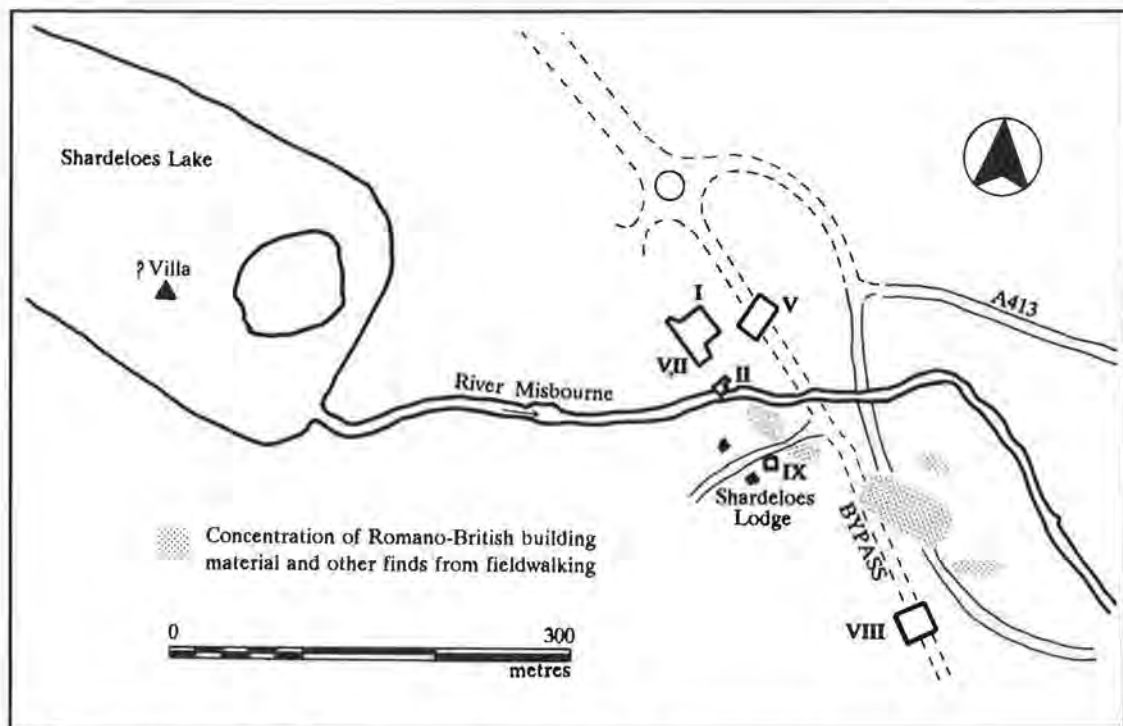 Shardeloes Lake
? Villa
I
V
A413
VII
II
River Misbourne
IX
Shardeloes
Lodge
BYPASS
Concentration of Romano-British building
material and other finds from fieldwalking
0 300
metres
VIII